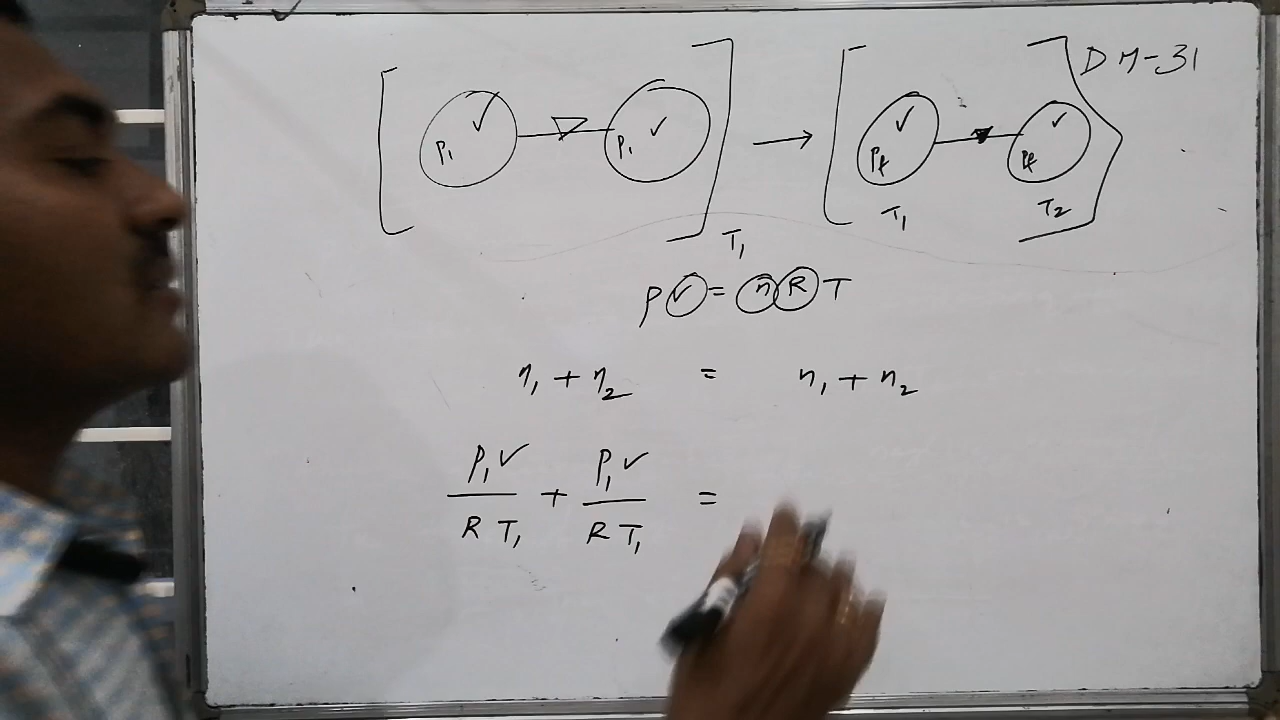 DM-31
P₁ V P₁ V → Pf V Pf V
T₁ T₁ T₂
PV = nRT
n₁ + n₂ = n₁ + n₂
P₁V/RT₁ + P₁V/RT₁ =